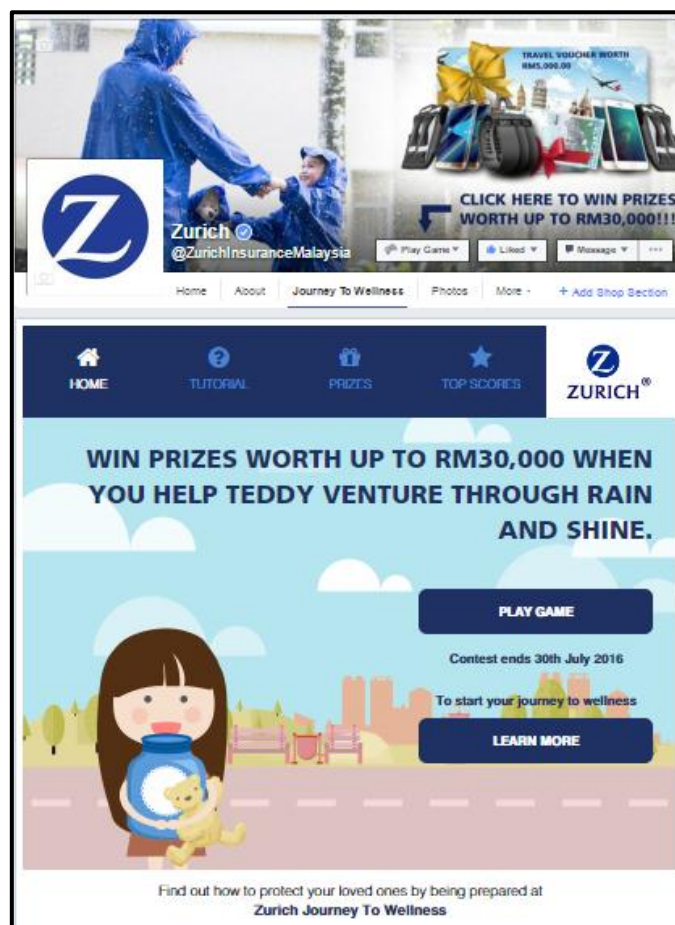 TRAVEL VOUCHER WORTH
RM5,000.00
CLICK HERE TO WIN PRIZES
WORTH UP TO RM30,000!!!
Z
Zurich
@ZurichInsuranceMalaysia
Play Game
Liked
Message
Home
About
Journey To Wellness
Photos
More
+ Add Shop Section
HOME
TUTORIAL
PRIZES
TOP SCORES
Z
ZURICH®
WIN PRIZES WORTH UP TO RM30,000 WHEN
YOU HELP TEDDY VENTURE THROUGH RAIN
AND SHINE.
PLAY GAME
Contest ends 30th July 2016
To start your journey to wellness
LEARN MORE
Find out how to protect your loved ones by being prepared at
Zurich Journey To Wellness